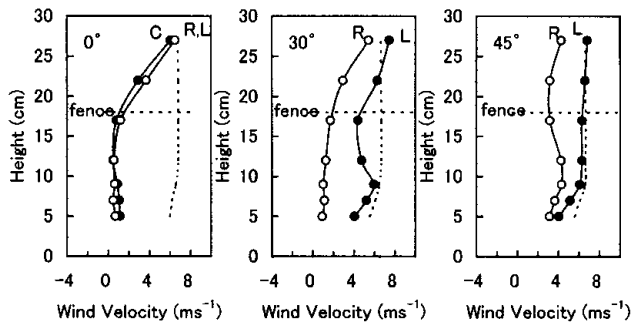 30
25
20
15
10
5
0
Height (cm)
0°
C
R,L
fence
-4 0 4 8 12
Wind Velocity (ms⁻¹)
30
25
20
15
10
5
0
Height (cm)
30°
R
L
fence
-4 0 4 8 12
Wind Velocity (ms⁻¹)
30
25
20
15
10
5
0
Height (cm)
45°
R
L
fence
-4 0 4 8 12
Wind Velocity (ms⁻¹)